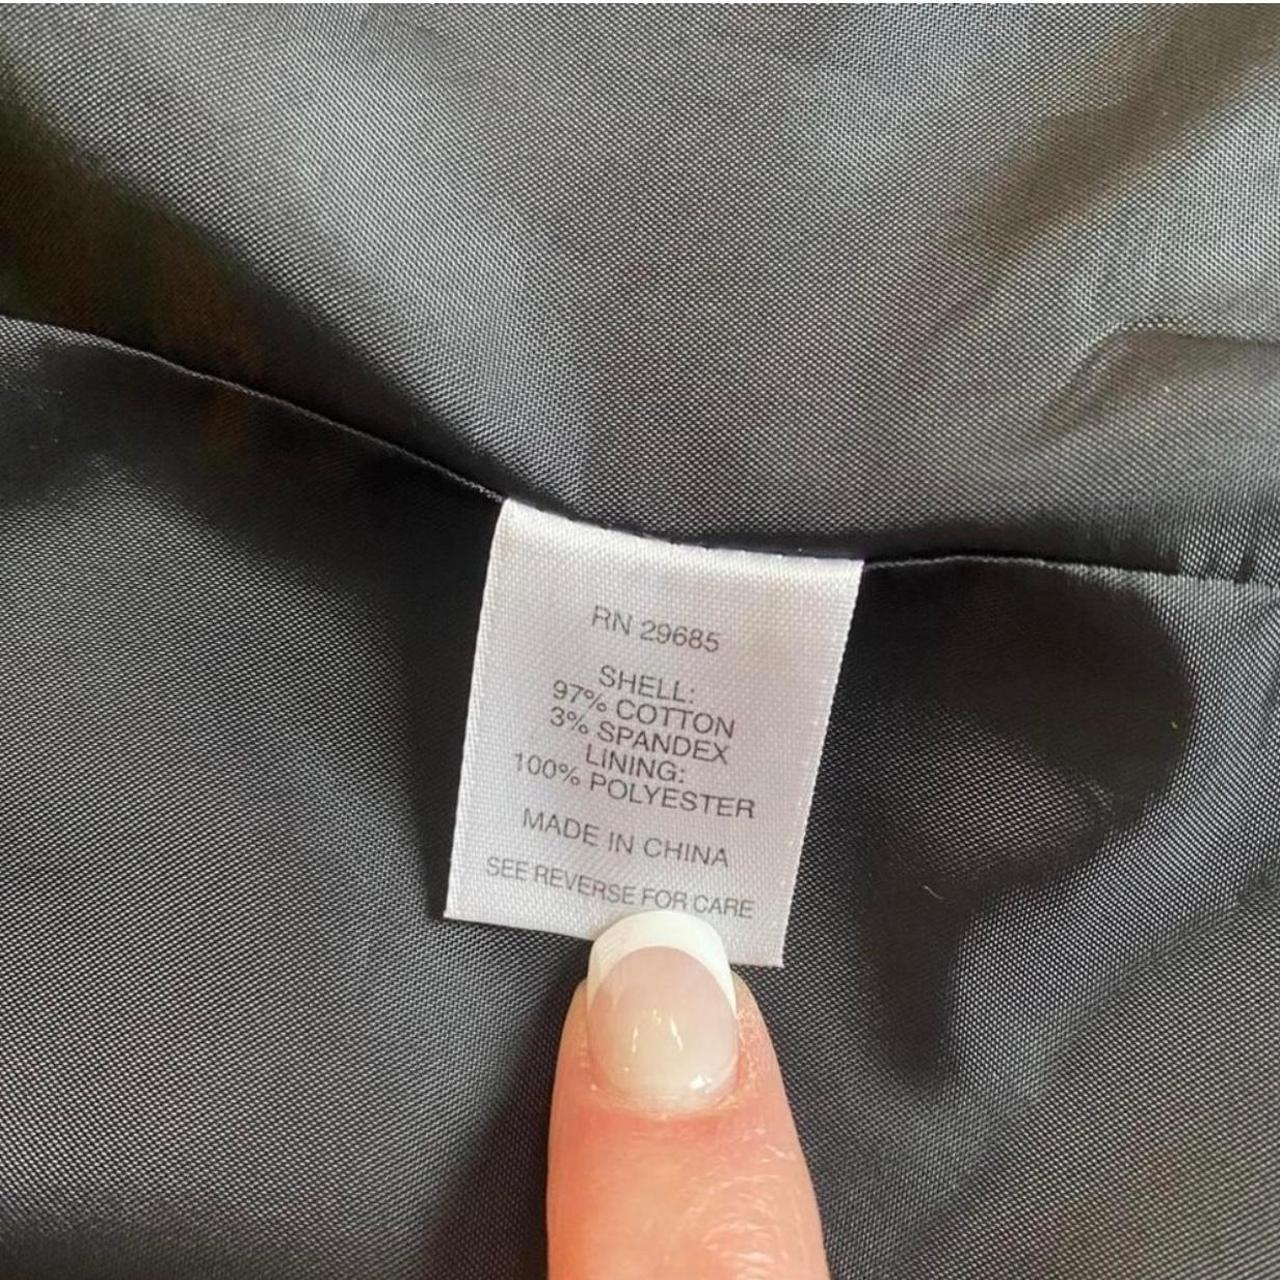 RN 29685
SHELL:
97% COTTON
3% SPANDEX
LINING:
100% POLYESTER
MADE IN CHINA
SEE REVERSE FOR CARE